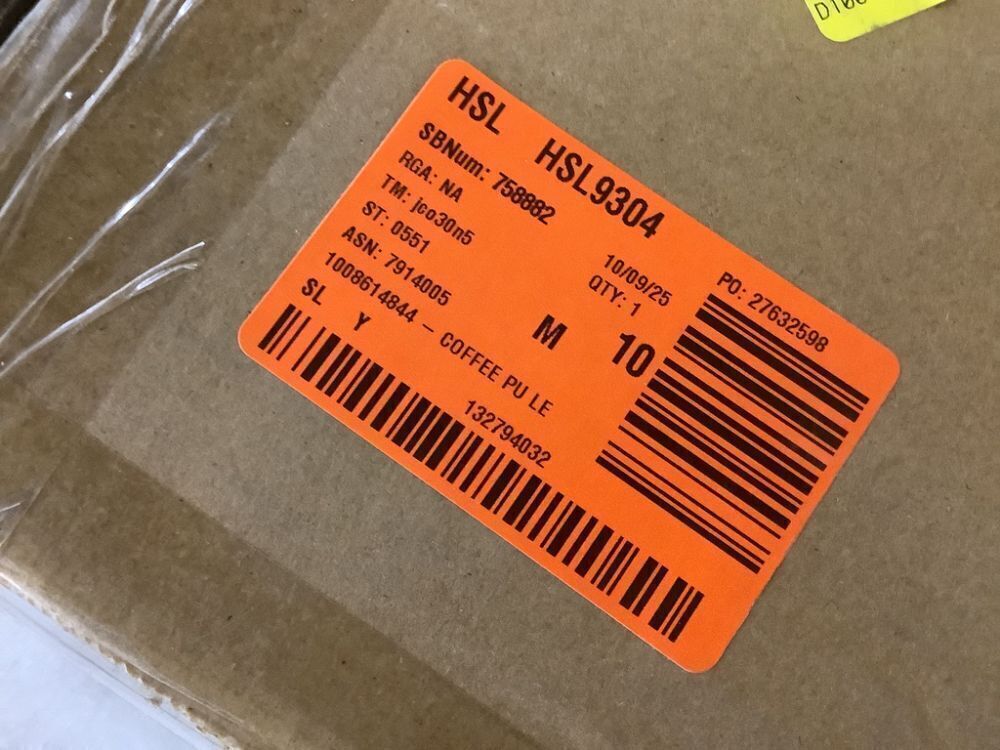 HSL HSL9304
SBNum: 758882
RGA: NA
10/09/25
TM: jco30n5
QTY: 1
ST: 0551
ASN: 7914005
M 10
1008614844 – COFFEE PU LE
SL Y
132794032
PO: 27632598